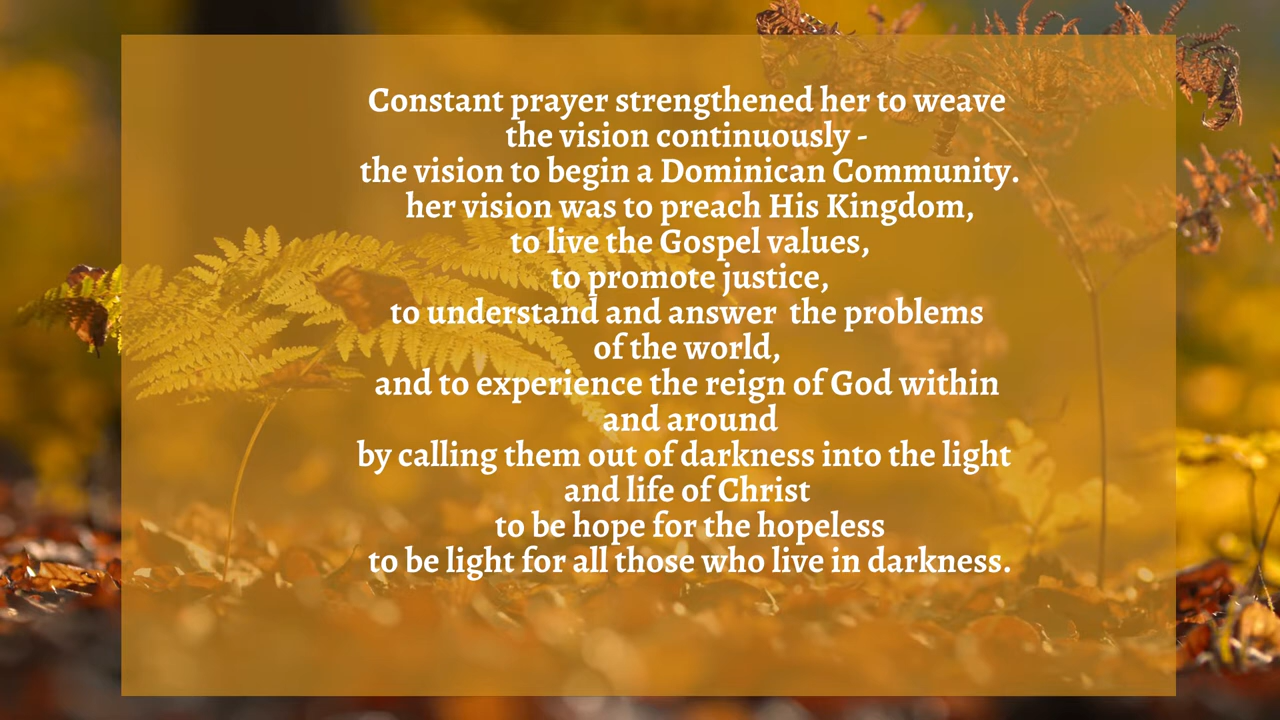 Constant prayer strengthened her to weave
the vision continuously -
the vision to begin a Dominican Community.
her vision was to preach His Kingdom,
to live the Gospel values,
to promote justice,
to understand and answer  the problems
of the world,
and to experience the reign of God within
and around
by calling them out of darkness into the light
and life of Christ
to be hope for the hopeless
to be light for all those who live in darkness.